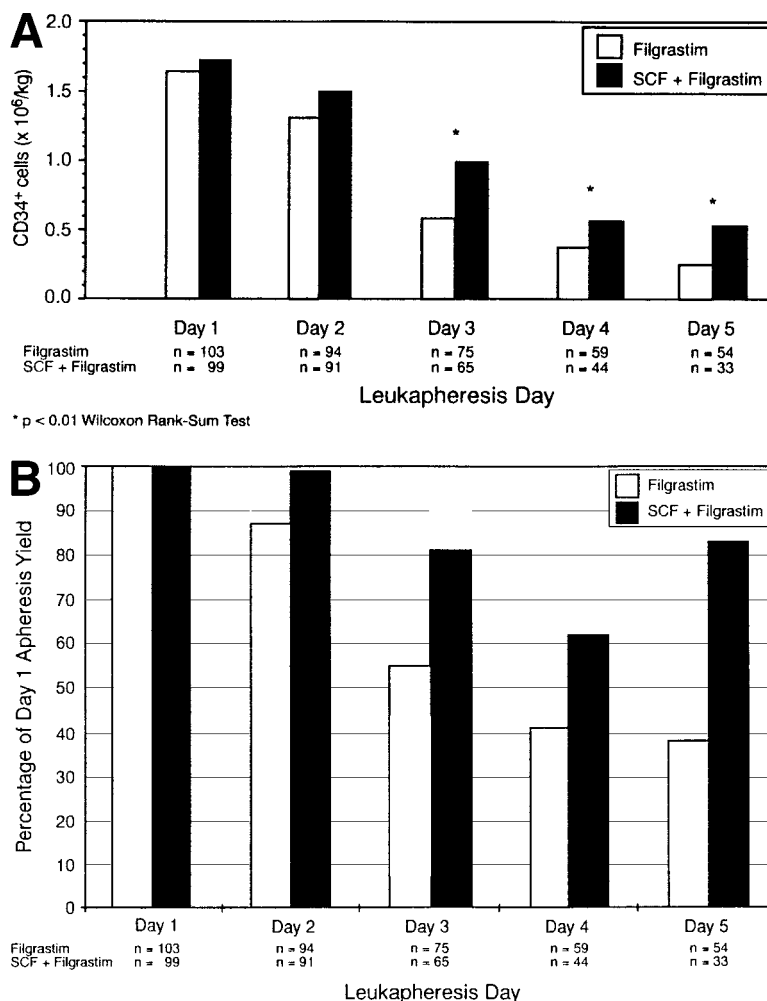 A
2.0
1.5
1.0
0.5
0.0
CD34+ cells (x 10⁶/kg)
Filgrastim
SCF + Filgrastim
*
*
*
Day 1 Day 2 Day 3 Day 4 Day 5
Filgrastim n = 103 n = 94 n = 75 n = 59 n = 54
SCF + Filgrastim n = 99 n = 91 n = 65 n = 44 n = 33
Leukapheresis Day
* p < 0.01 Wilcoxon Rank-Sum Test
B
100
90
80
70
60
50
40
30
20
10
0
Percentage of Day 1 Apheresis Yield
Filgrastim
SCF + Filgrastim
Day 1 Day 2 Day 3 Day 4 Day 5
Filgrastim n = 103 n = 94 n = 75 n = 59 n = 54
SCF + Filgrastim n = 99 n = 91 n = 65 n = 44 n = 33
Leukapheresis Day